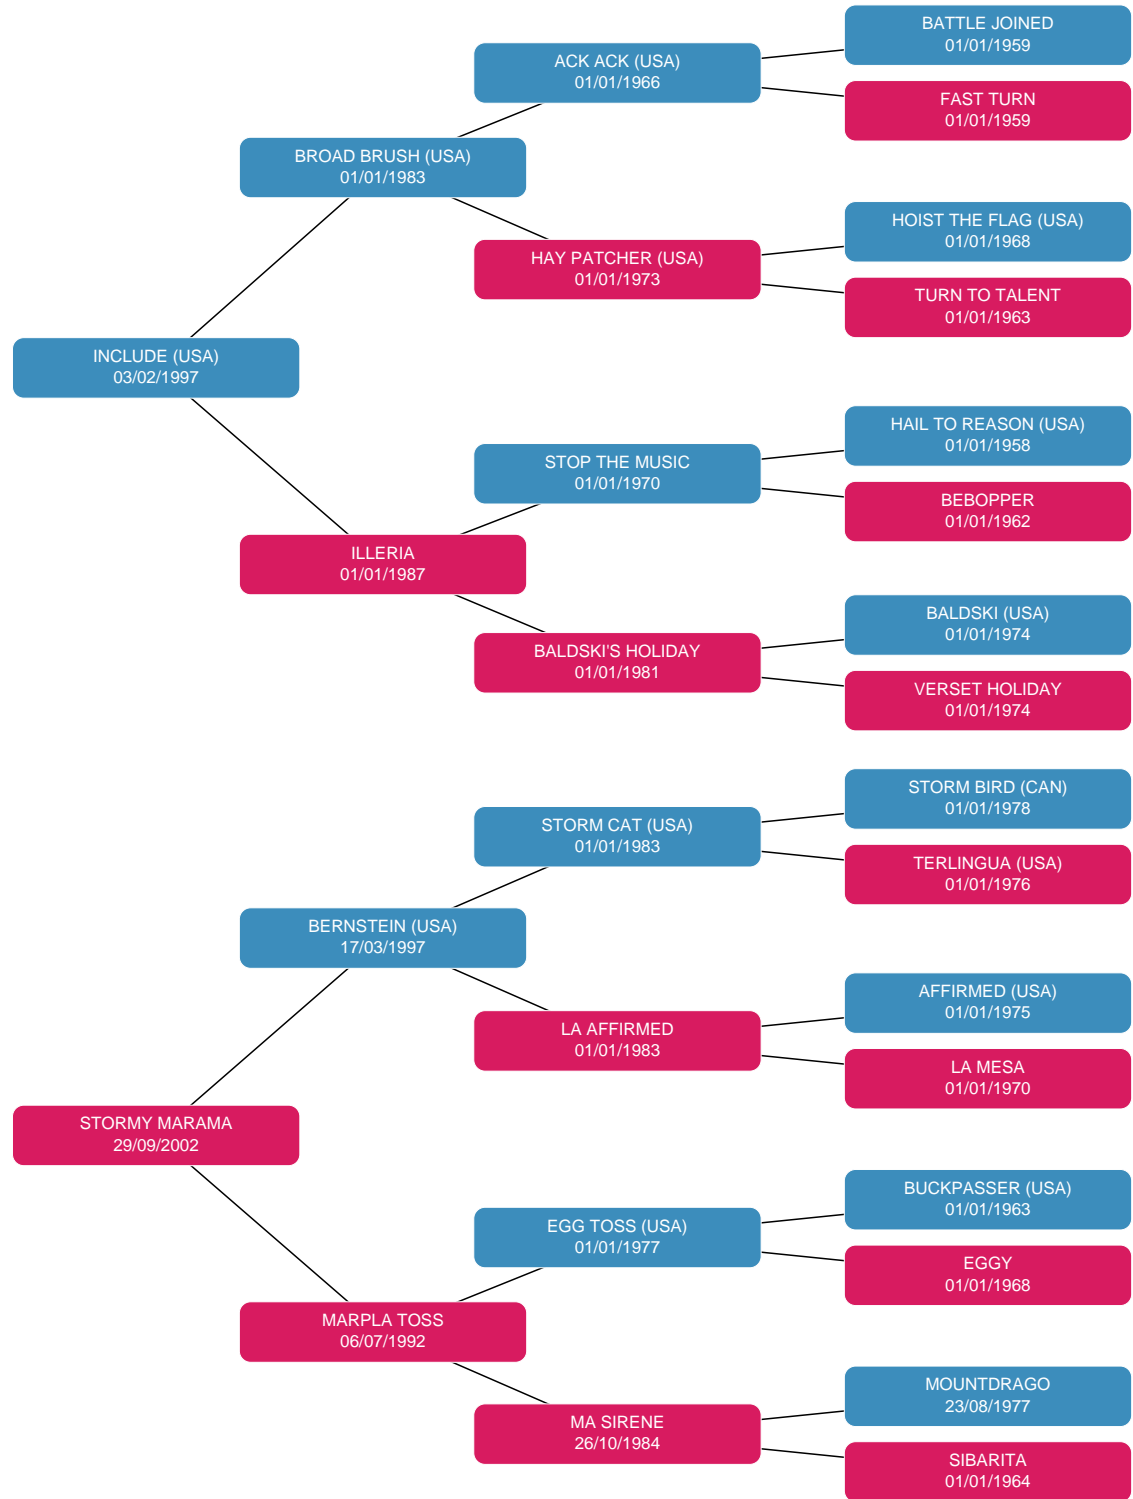 BATTLE JOINED
01/01/1959
ACK ACK (USA)
01/01/1966
FAST TURN
01/01/1959
BROAD BRUSH (USA)
01/01/1983
HOIST THE FLAG (USA)
01/01/1968
HAY PATCHER (USA)
01/01/1973
TURN TO TALENT
01/01/1963
INCLUDE (USA)
03/02/1997
HAIL TO REASON (USA)
01/01/1958
STOP THE MUSIC
01/01/1970
BEBOPPER
01/01/1962
ILLERIA
01/01/1987
BALDSKI (USA)
01/01/1974
BALDSKI'S HOLIDAY
01/01/1981
VERSET HOLIDAY
01/01/1974
STORM BIRD (CAN)
01/01/1978
STORM CAT (USA)
01/01/1983
TERLINGUA (USA)
01/01/1976
BERNSTEIN (USA)
17/03/1997
AFFIRMED (USA)
01/01/1975
LA AFFIRMED
01/01/1983
LA MESA
01/01/1970
STORMY MARAMA
29/09/2002
BUCKPASSER (USA)
01/01/1963
EGG TOSS (USA)
01/01/1977
EGGY
01/01/1968
MARPLA TOSS
06/07/1992
MOUNTDRAGO
23/08/1977
MA SIRENE
26/10/1984
SIBARITA
01/01/1964